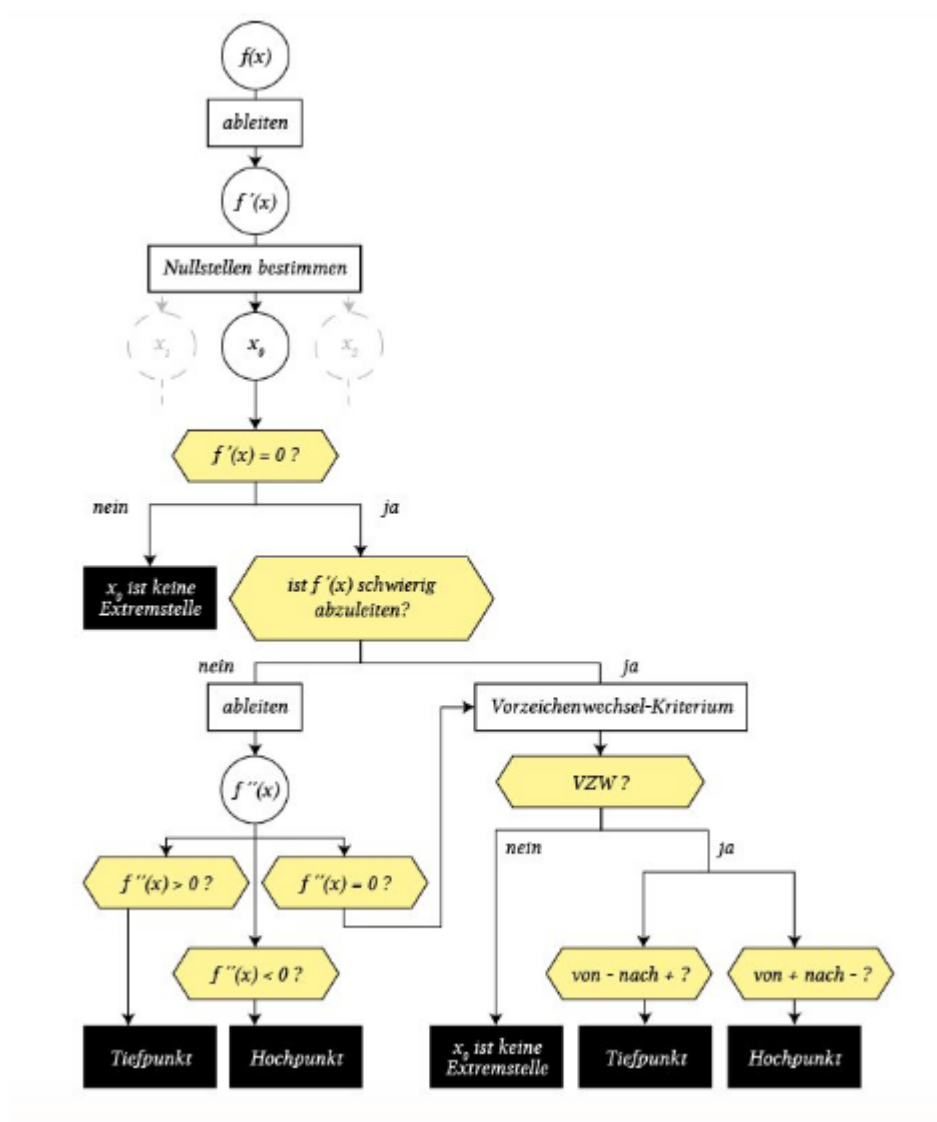 f(x)
ableiten
f´(x)
Nullstellen bestimmen
x₁
x₀
x₂
f´(x) = 0 ?
nein
ja
x₀ ist keine
Extremstelle
ist f´(x) schwierig
abzuleiten?
nein
ja
ableiten
Vorzeichenwechsel-Kriterium
f´´(x)
VZW ?
nein
ja
f´´(x) > 0 ?
f´´(x) = 0 ?
f´´(x) < 0 ?
von - nach + ?
von + nach - ?
Tiefpunkt
Hochpunkt
x₀ ist keine
Extremstelle
Tiefpunkt
Hochpunkt